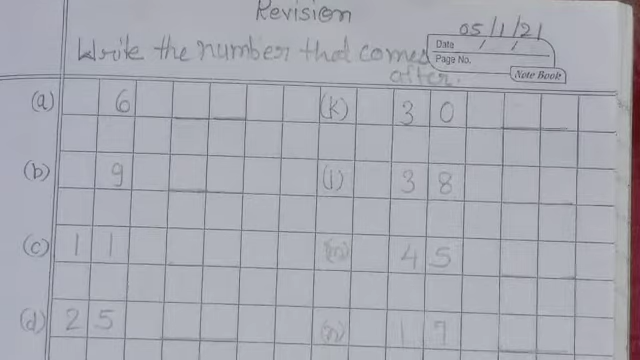 Revision
05/1/21
Write the number that comes
after.
Date / /
Page No.
Note Book
(a) 6 (K) 3 0
(b) 9 (l) 3 8
(c) 1 1 (m) 4 5
(d) 2 5 (n) 1 7